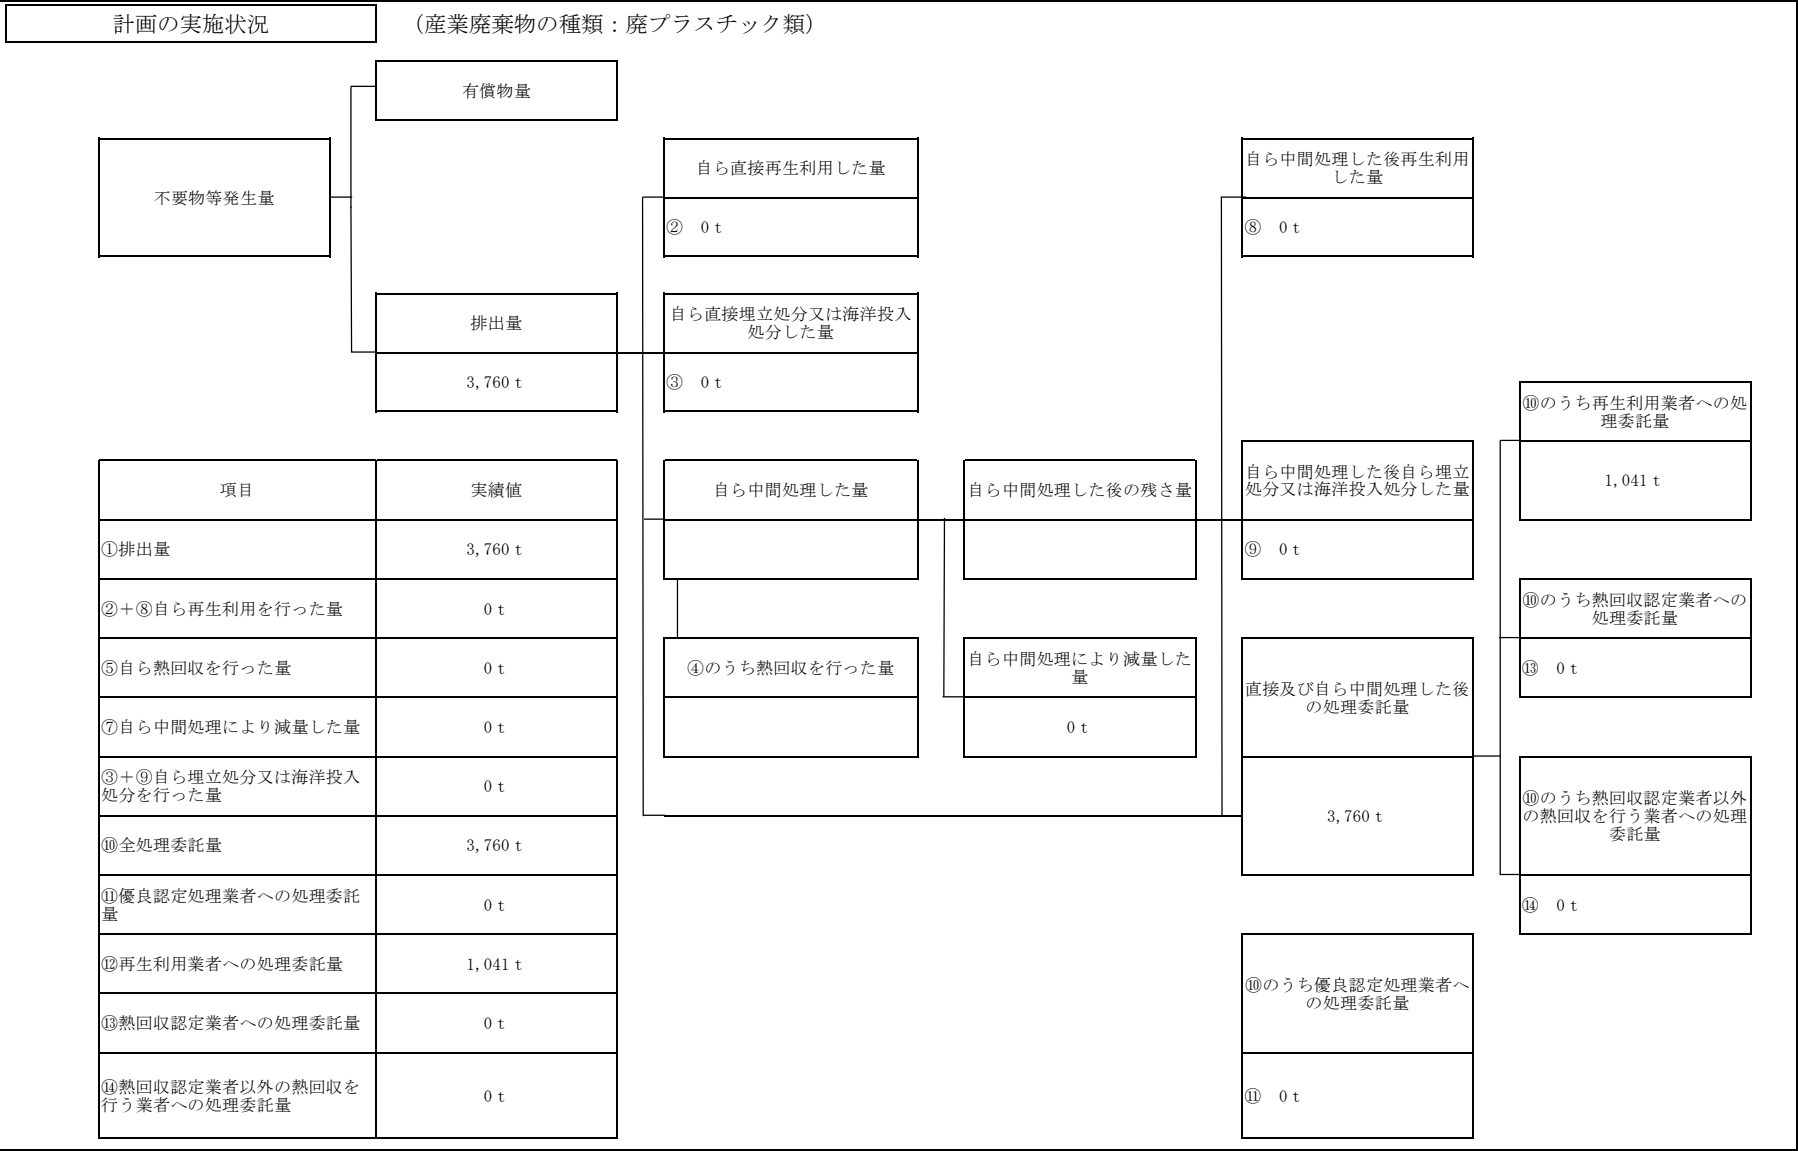 計画の実施状況
（産業廃棄物の種類：廃プラスチック類）
有償物量
不要物等発生量
自ら直接再生利用した量
② 0 t
自ら中間処理した後再生利用
した量
⑧ 0 t
排出量
3,760 t
自ら直接埋立処分又は海洋投入
処分した量
③ 0 t
⑩のうち再生利用業者への処
理委託量
1,041 t
自ら中間処理した量
自ら中間処理した後の残さ量
自ら中間処理した後自ら埋立
処分又は海洋投入処分した量
⑨ 0 t
⑩のうち熱回収認定業者への
処理委託量
⑬ 0 t
④のうち熱回収を行った量
自ら中間処理により減量した
量
0 t
直接及び自ら中間処理した後
の処理委託量
3,760 t
⑩のうち熱回収認定業者以外
の熱回収を行う業者への処理
委託量
⑭ 0 t
⑩のうち優良認定処理業者へ
の処理委託量
⑪ 0 t
項目 実績値
①排出量 3,760 t
②＋⑧自ら再生利用を行った量 0 t
⑤自ら熱回収を行った量 0 t
⑦自ら中間処理により減量した量 0 t
③＋⑨自ら埋立処分又は海洋投入
処分を行った量 0 t
⑩全処理委託量 3,760 t
⑪優良認定処理業者への処理委託
量 0 t
⑫再生利用業者への処理委託量 1,041 t
⑬熱回収認定業者への処理委託量 0 t
⑭熱回収認定業者以外の熱回収を
行う業者への処理委託量 0 t